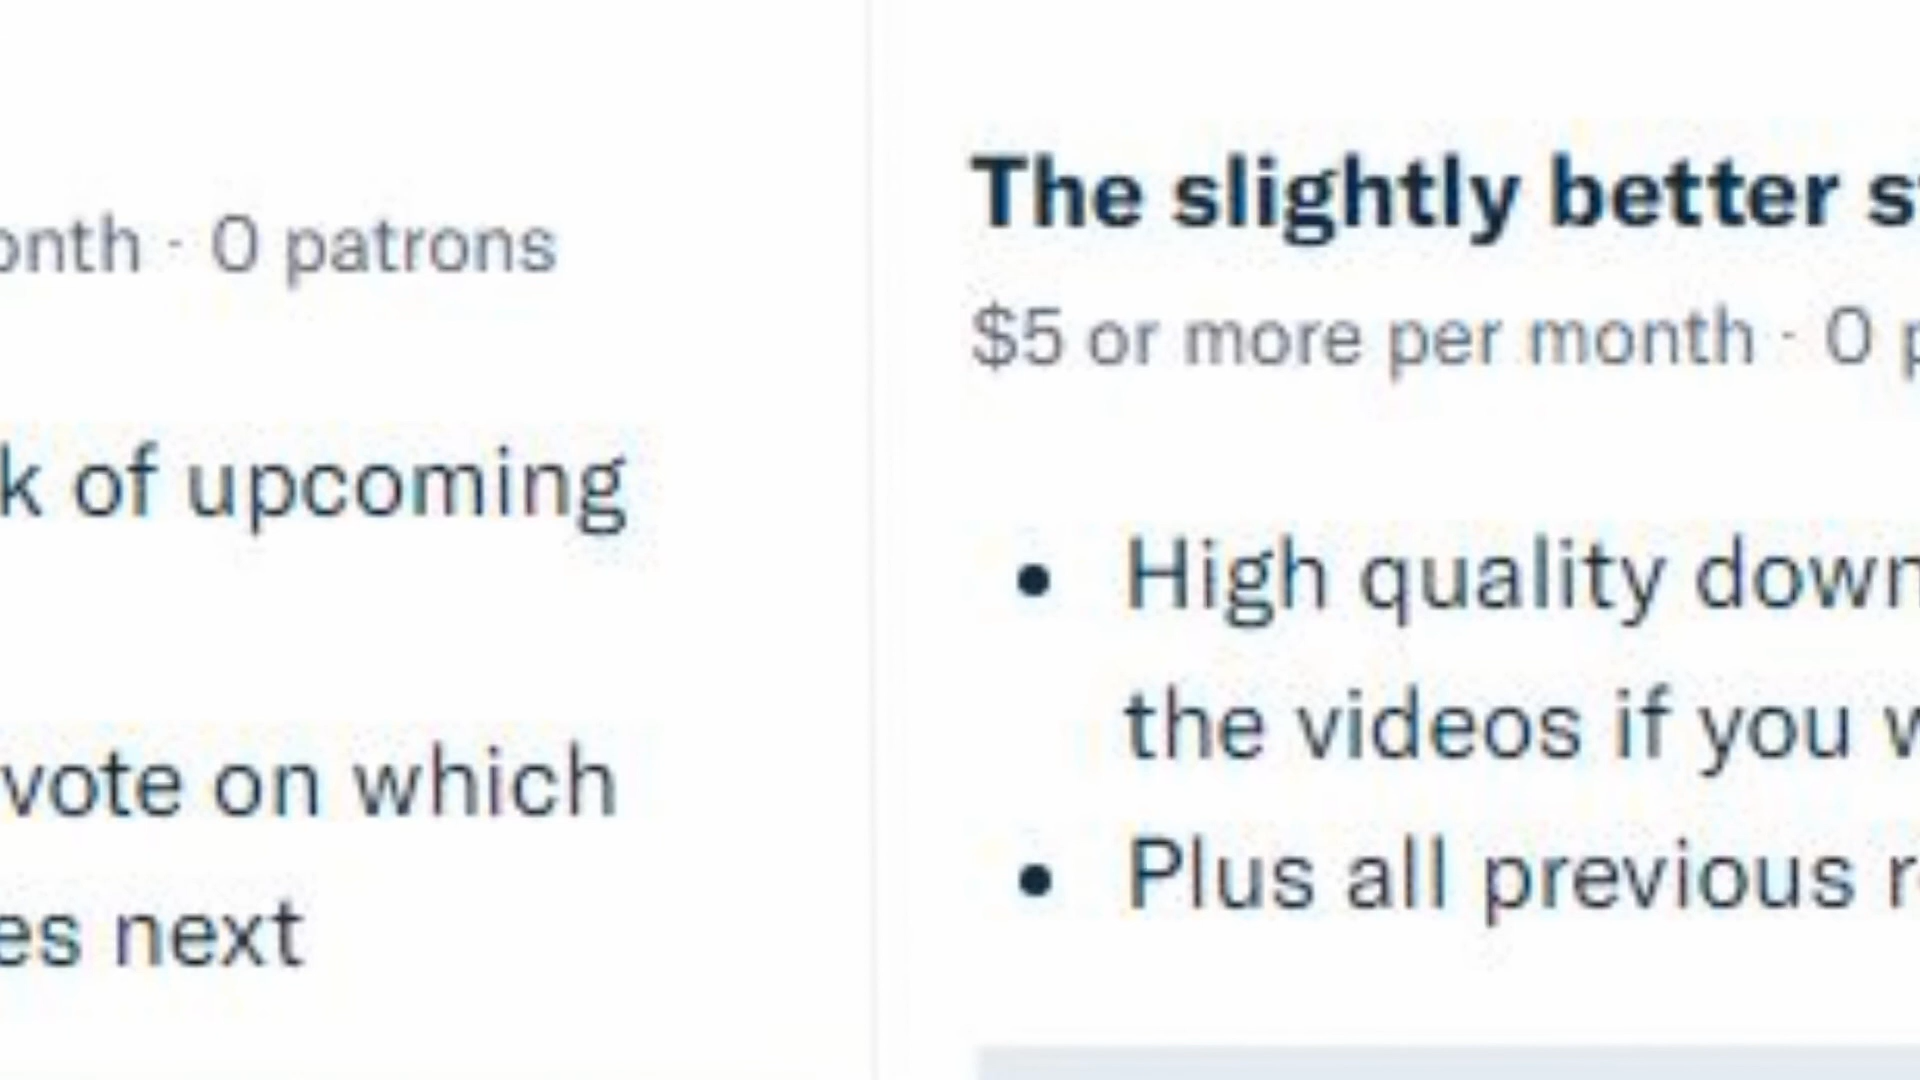 onth · 0 patrons
k of upcoming
vote on which
es next
The slightly better s
$5 or more per month · 0 p
• High quality down
the videos if you w
• Plus all previous r